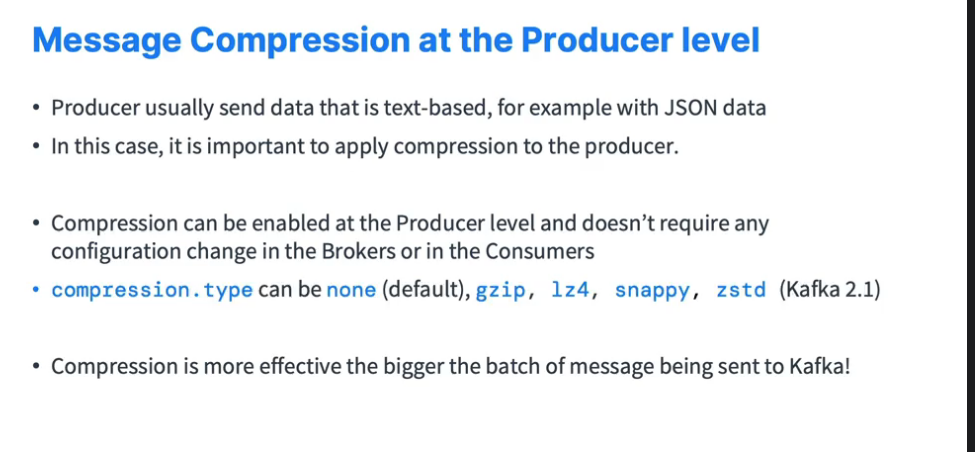 Message Compression at the Producer level
• Producer usually send data that is text-based, for example with JSON data
• In this case, it is important to apply compression to the producer.
• Compression can be enabled at the Producer level and doesn’t require any
configuration change in the Brokers or in the Consumers
• compression.type can be none (default), gzip, lz4, snappy, zstd (Kafka 2.1)
• Compression is more effective the bigger the batch of message being sent to Kafka!